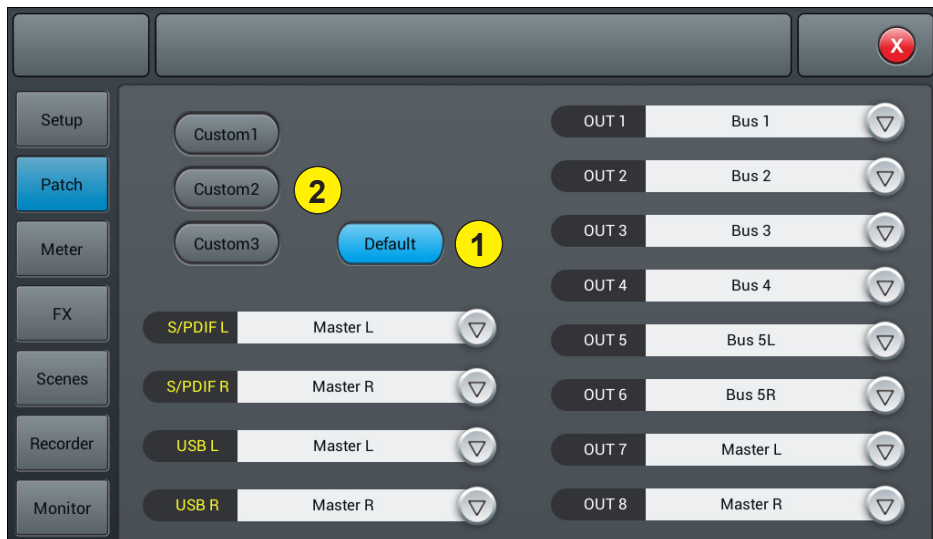 X
Setup
Patch
Meter
FX
Scenes
Recorder
Monitor
Custom1
Custom2
2
Custom3
Default
1
S/PDIF L Master L
S/PDIF R Master R
USB L Master L
USB R Master R
OUT 1 Bus 1
OUT 2 Bus 2
OUT 3 Bus 3
OUT 4 Bus 4
OUT 5 Bus 5L
OUT 6 Bus 5R
OUT 7 Master L
OUT 8 Master R